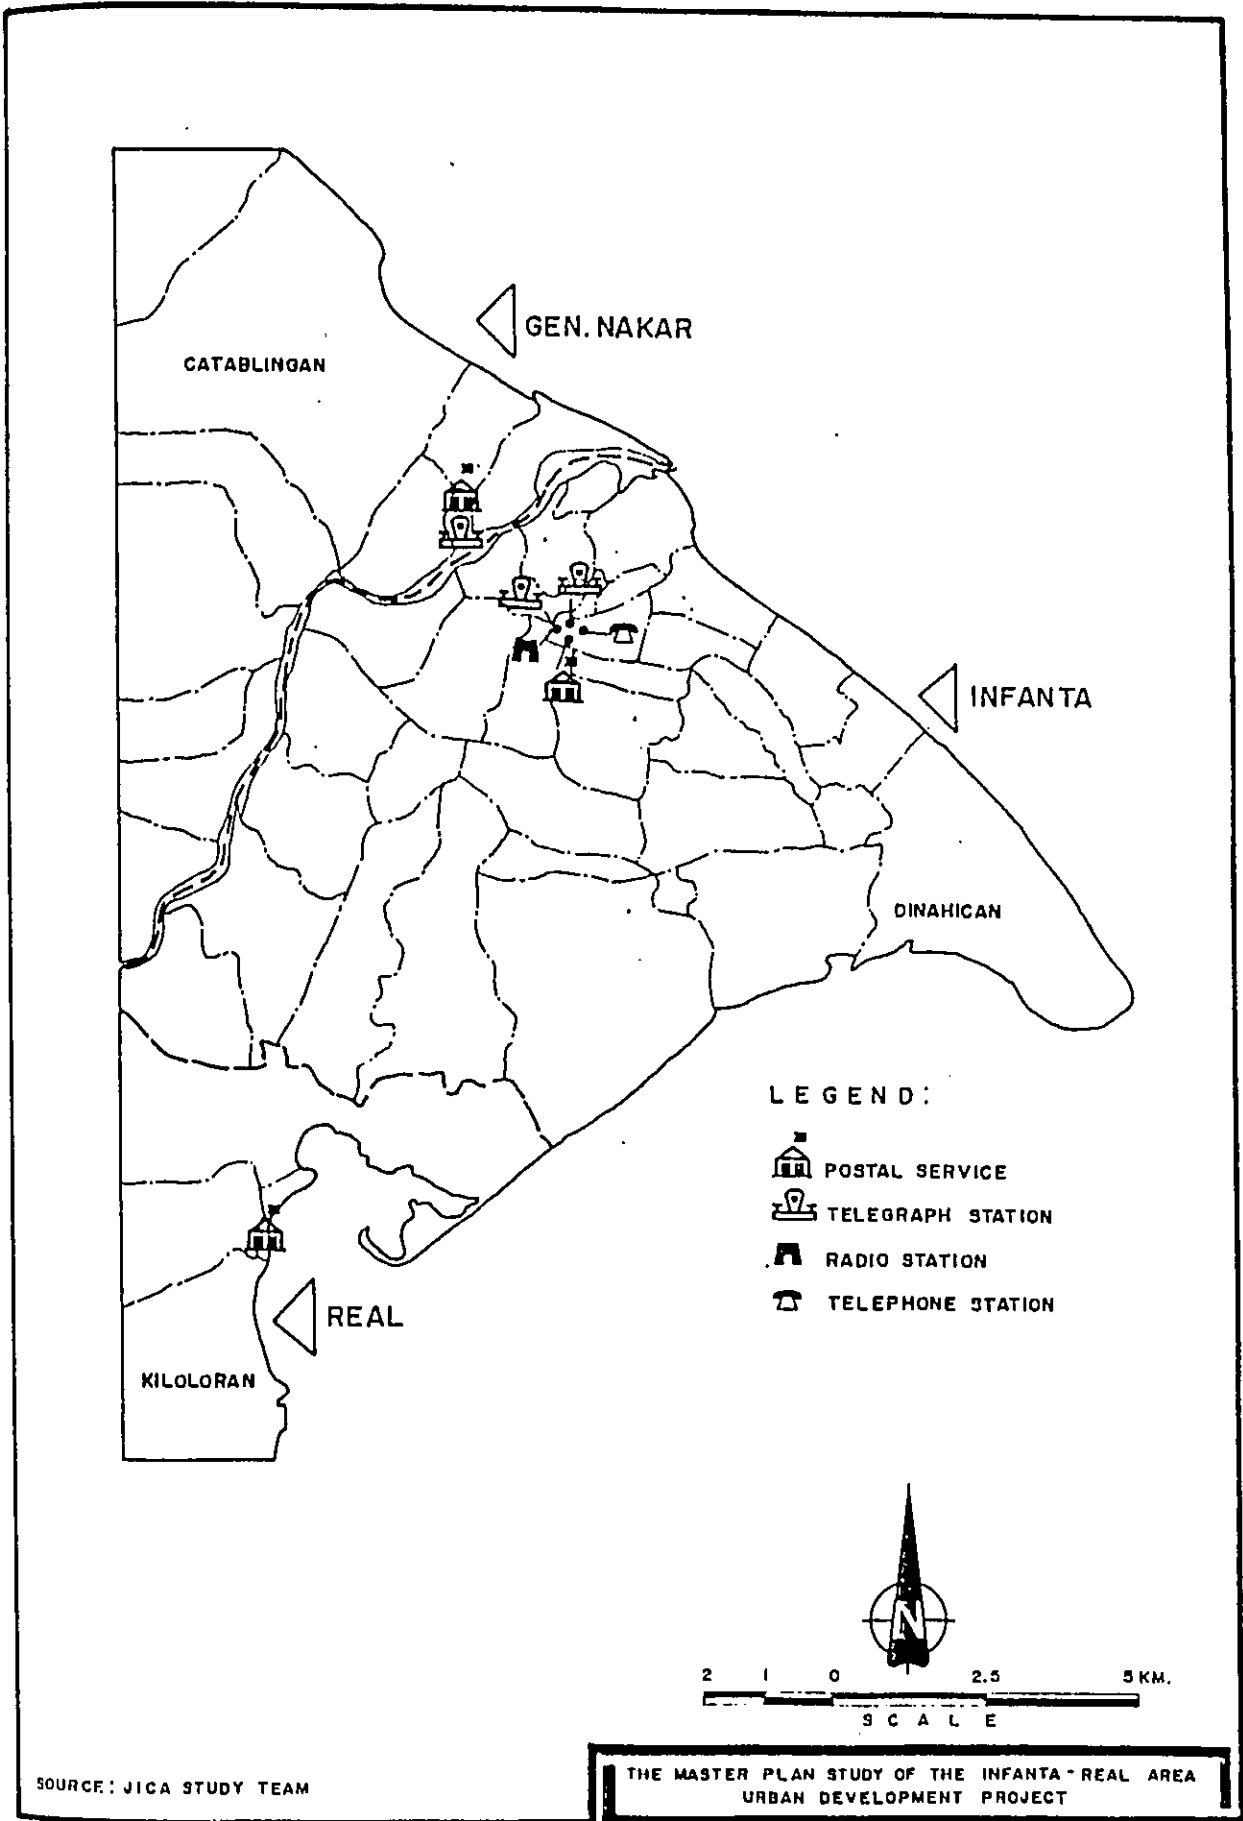 GEN. NAKAR
CATABLINGAN
INFANTA
DINAHICAN
LEGEND:
POSTAL SERVICE
TELEGRAPH STATION
RADIO STATION
TELEPHONE STATION
REAL
KILOLORAN
N
2 1 0 2.5 5 KM.
SCALE
SOURCE: JICA STUDY TEAM
THE MASTER PLAN STUDY OF THE INFANTA-REAL AREA
URBAN DEVELOPMENT PROJECT